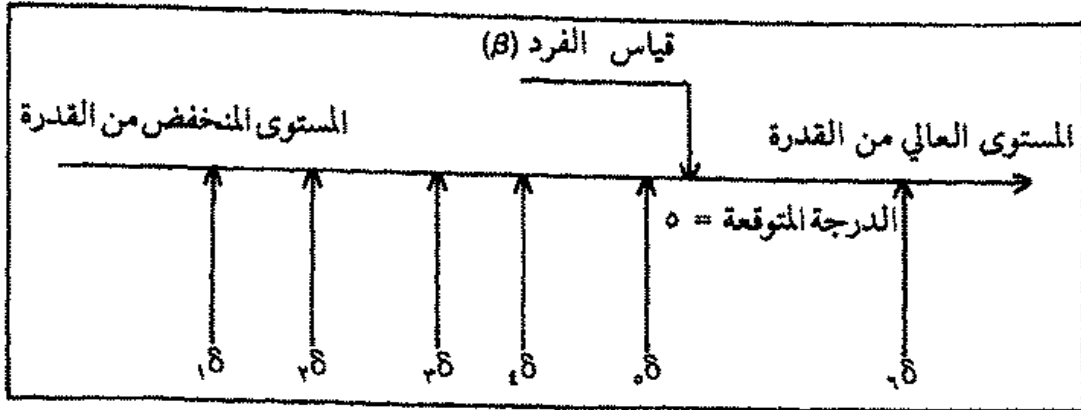 قياس الفرد (β)
المستوى العالي من القدرة
المستوى المنخفض من القدرة
الدرجة المتوقعة = ٥
δ١ δ٢ δ٣ δ٤ δ٥ δ٦